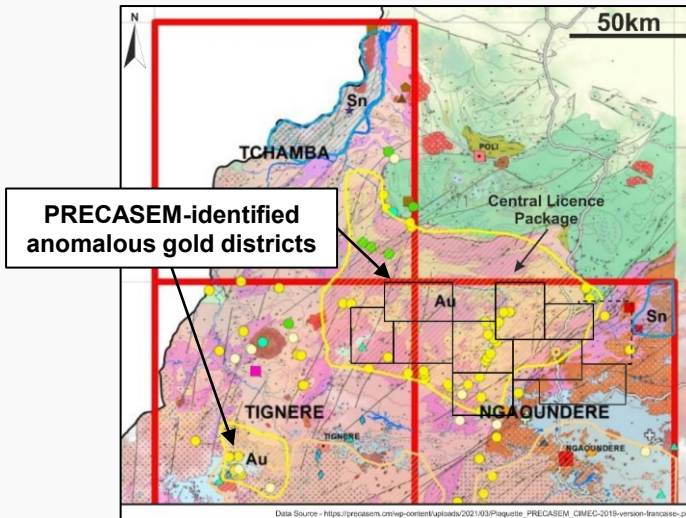 N
50km
Sn
TCHAMBA
POLI
PRECASEM-identified
anomalous gold districts
Central Licence
Package
Au
Sn
TIGNERE
NGAOUNDERE
TIGNERE
NGAOUNDERE
Au
Data Source - https://precasem.cm/wp-content/uploads/2021/03/Plaquette_PRECASEM_CIMEC-2019-version-francaise-.p